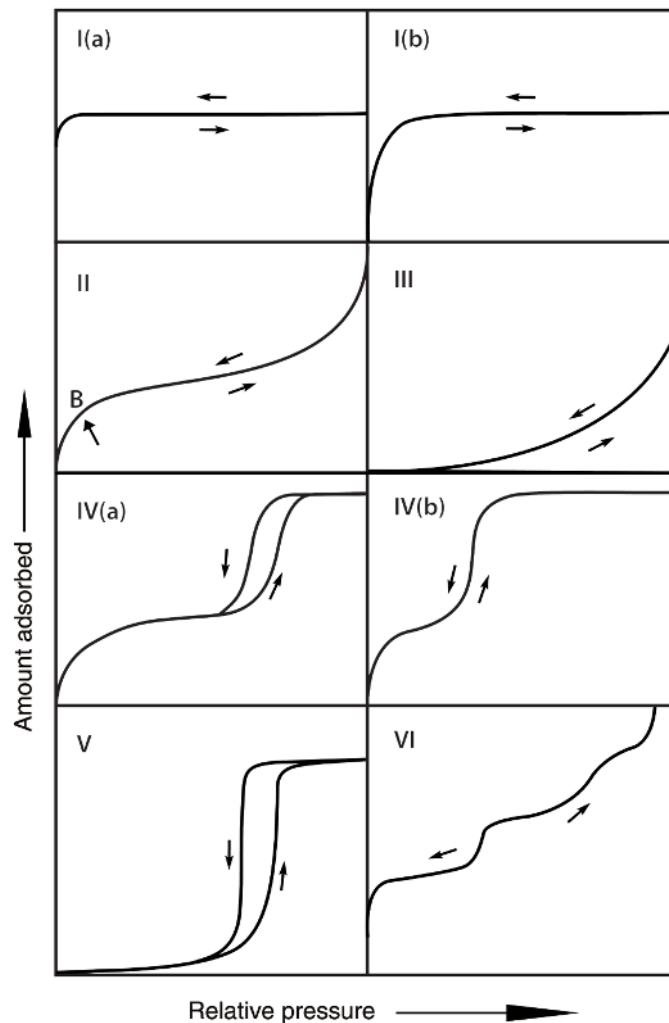 I(a)
I(b)
II
III
B
IV(a)
IV(b)
V
VI
Amount adsorbed
Relative pressure